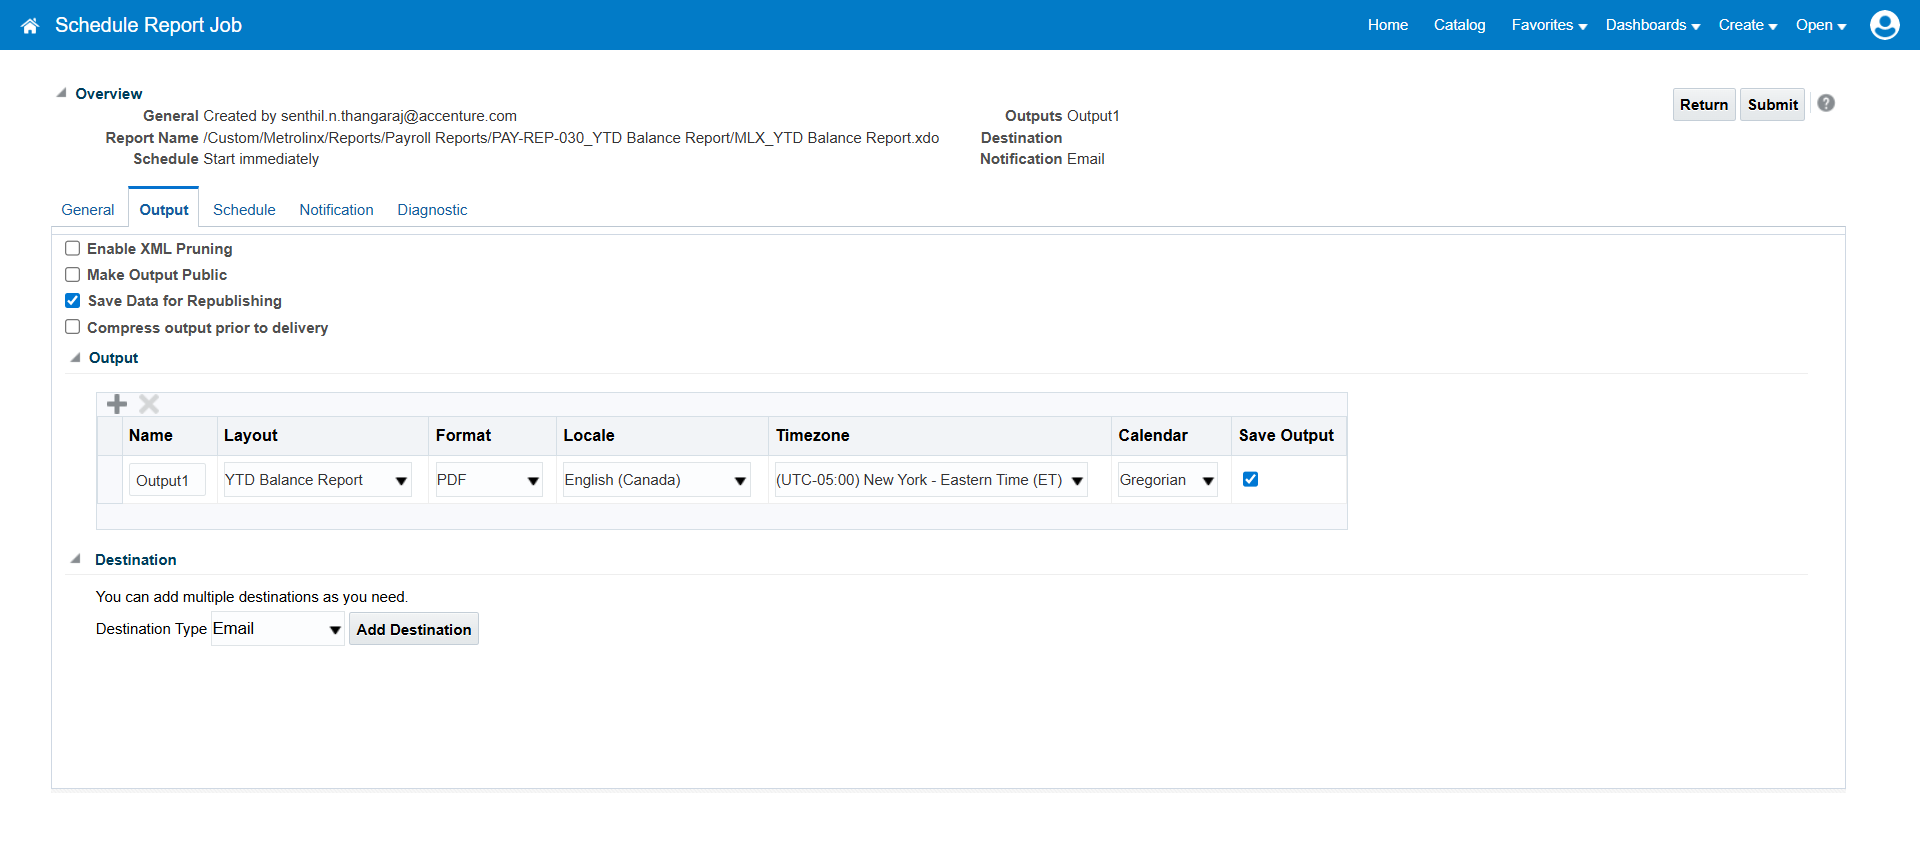 Schedule Report Job
Home Catalog Favorites Dashboards Create Open
Overview
General Created by senthil.n.thangaraj@accenture.com
Report Name /Custom/Metrolinx/Reports/Payroll Reports/PAY-REP-030_YTD Balance Report/MLX_YTD Balance Report.xdo
Schedule Start immediately
Outputs Output1
Destination
Notification Email
Return Submit ?
General Output Schedule Notification Diagnostic
Enable XML Pruning
Make Output Public
Save Data for Republishing
Compress output prior to delivery
Output
Name Layout Format Locale Timezone Calendar Save Output
Output1 YTD Balance Report PDF English (Canada) (UTC-05:00) New York - Eastern Time (ET) Gregorian
Destination
You can add multiple destinations as you need.
Destination Type Email Add Destination